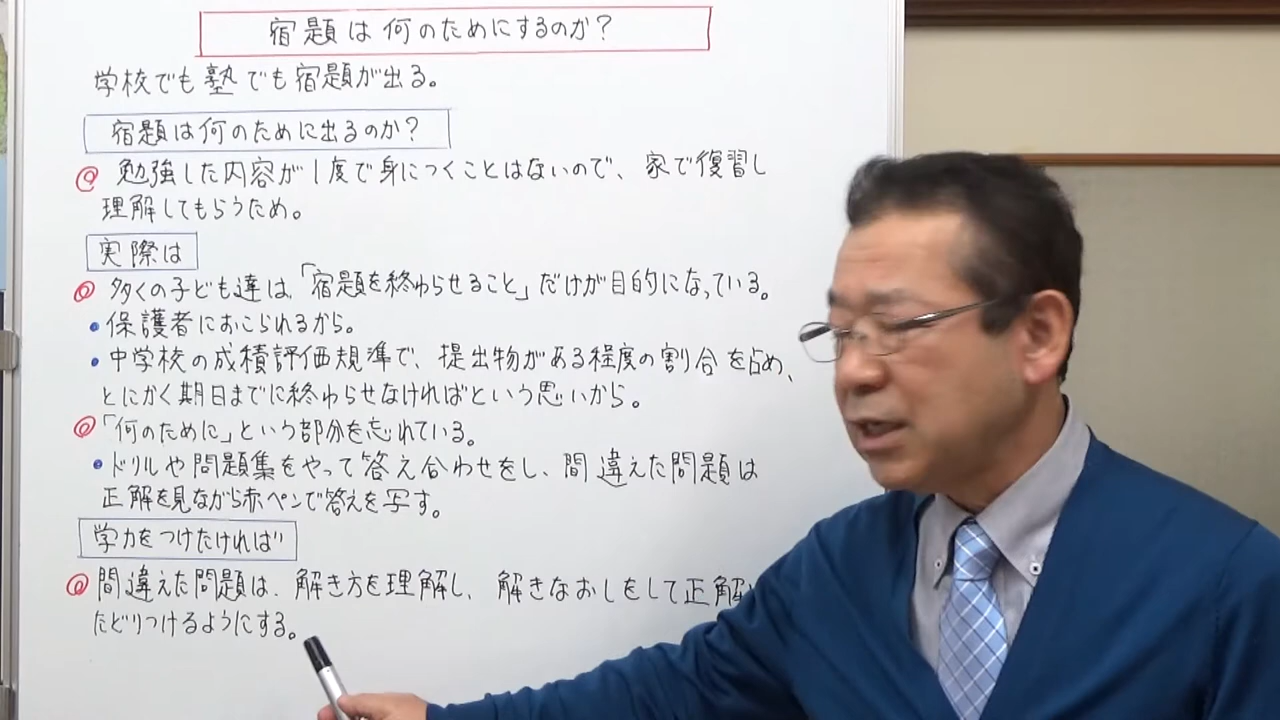 宿題は何のためにするのか?
学校でも塾でも宿題が出る。
宿題は何のために出るのか?
◎ 勉強した内容が1度で身につくことはないので、家で復習し
理解してもらうため。
実際は
◎ 多くの子ども達は、「宿題を終わらせること」だけが目的になっている。
・保護者におこられるから。
・中学校の成積評価規準で、提出物がある程度の割合を占め、
とにかく期日までに終わらせなければという思いから。
◎「何のために」という部分を忘れている。
・ドリルや問題集をやって答え合わせをし、間違えた問題は
正解を見ながら赤ペンで答えを写す。
学力をつけたければ
◎ 間違えた問題は、解き方を理解し、解きなおしをして正解
たどりつけるようにする。